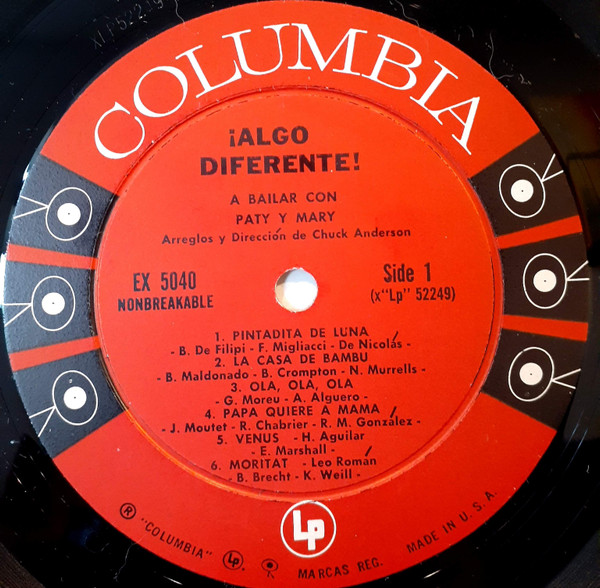 COLUMBIA
¡ALGO
DIFERENTE!
A BAILAR CON
PATY Y MARY
Arreglos y Dirección de Chuck Anderson
EX 5040
NONBREAKABLE
Side 1
(x"Lp" 52249)
1. PINTADITA DE LUNA
- B. De Filipi - F. Migliacci - De Nicolás -
2. LA CASA DE BAMBU
B. Maldonado - B. Crompton - N. Murrells -
3. OLA, OLA, OLA
- G. Moreu - A. Alguero -
4. PAPA QUIERE A MAMA
- J. Moutet - R. Chabrier - R. M. González -
5. VENUS - H. Aguilar
- E. Marshall -
6. MORITAT - Leo Román
- B. Brecht - K. Weill -
Lp
® "COLUMBIA" Lp MARCAS REG. MADE IN U. S. A.